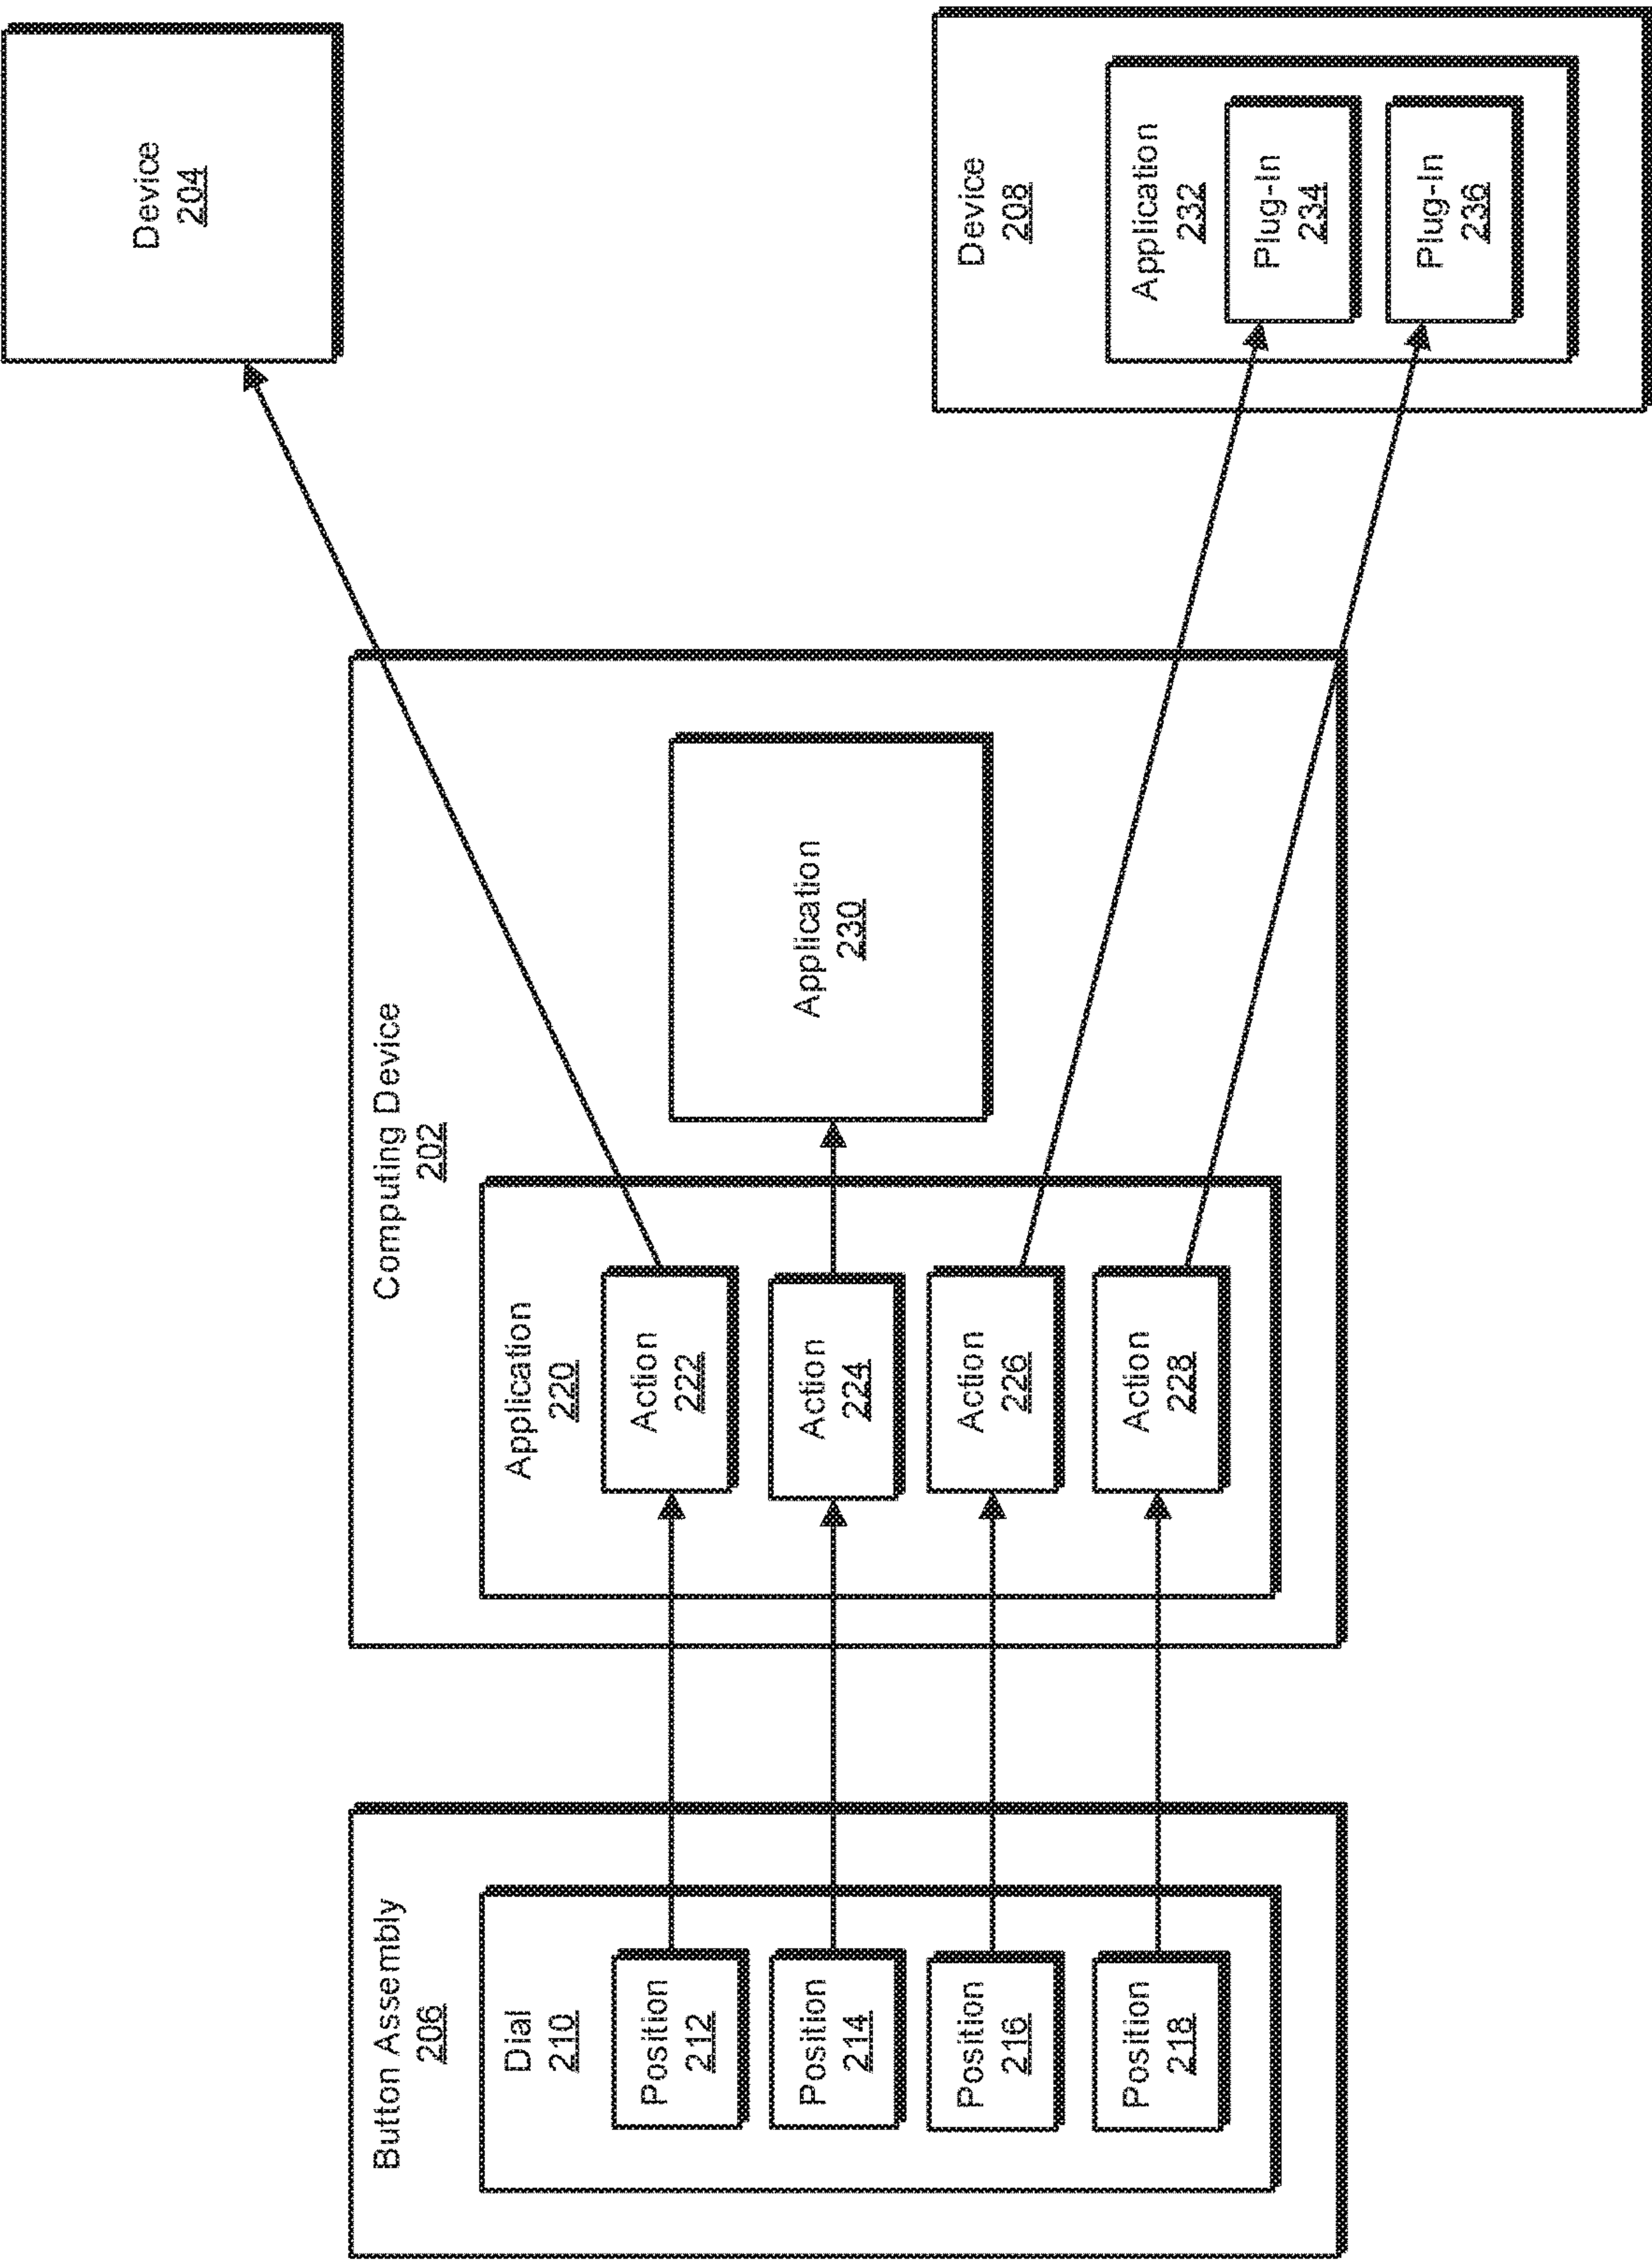 Button Assembly
206
Dial
210
Position
212
Position
214
Position
216
Position
218
Computing Device
202
Application
220
Action
222
Action
224
Action
226
Action
228
Application
230
Device
204
Device
208
Application
232
Plug-In
234
Plug-In
236